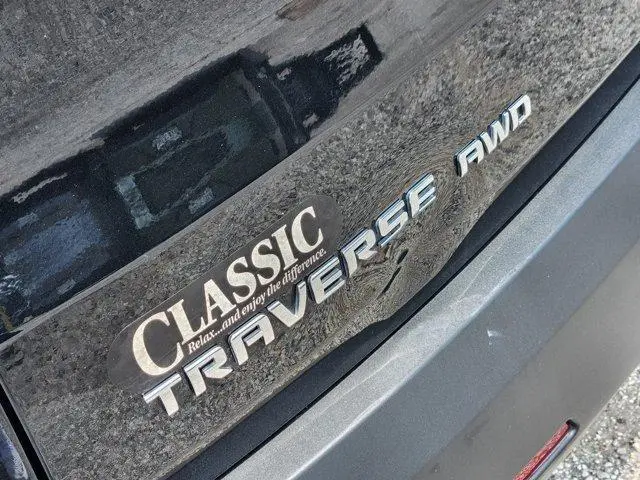 CLASSIC
Relax...and enjoy the difference.
TRAVERSE AWD